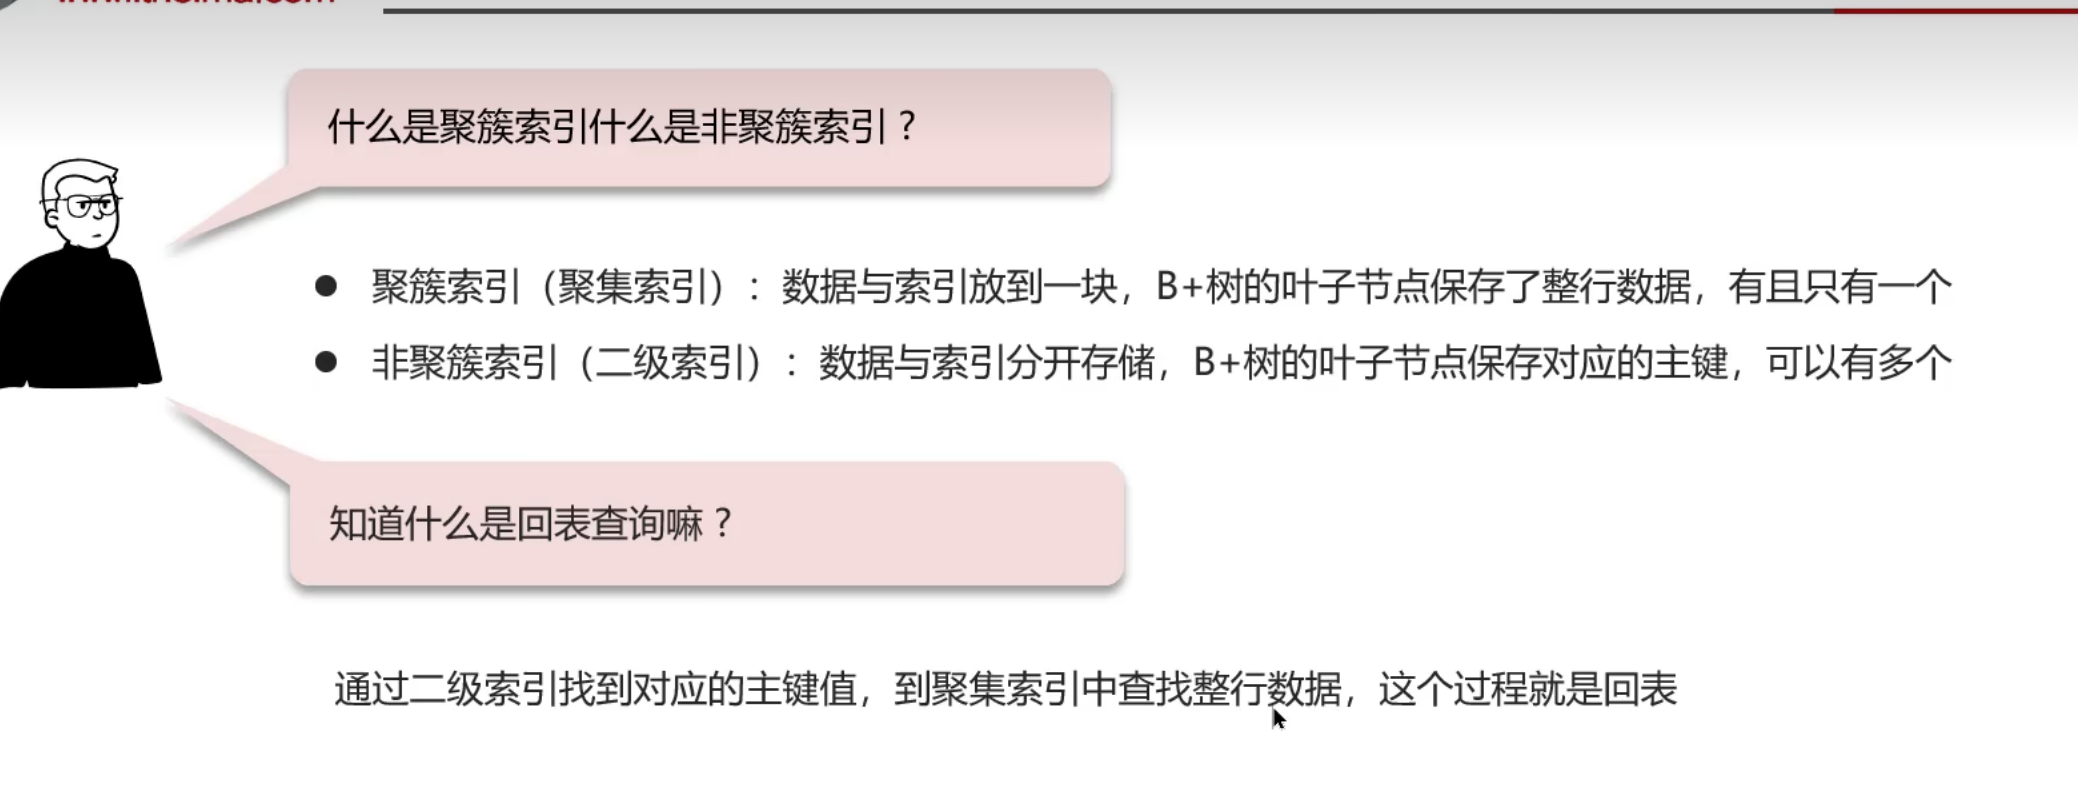 什么是聚簇索引什么是非聚簇索引？
● 聚簇索引（聚集索引）：数据与索引放到一块，B+树的叶子节点保存了整行数据，有且只有一个
● 非聚簇索引（二级索引）：数据与索引分开存储，B+树的叶子节点保存对应的主键，可以有多个
知道什么是回表查询嘛？
通过二级索引找到对应的主键值，到聚集索引中查找整行数据，这个过程就是回表